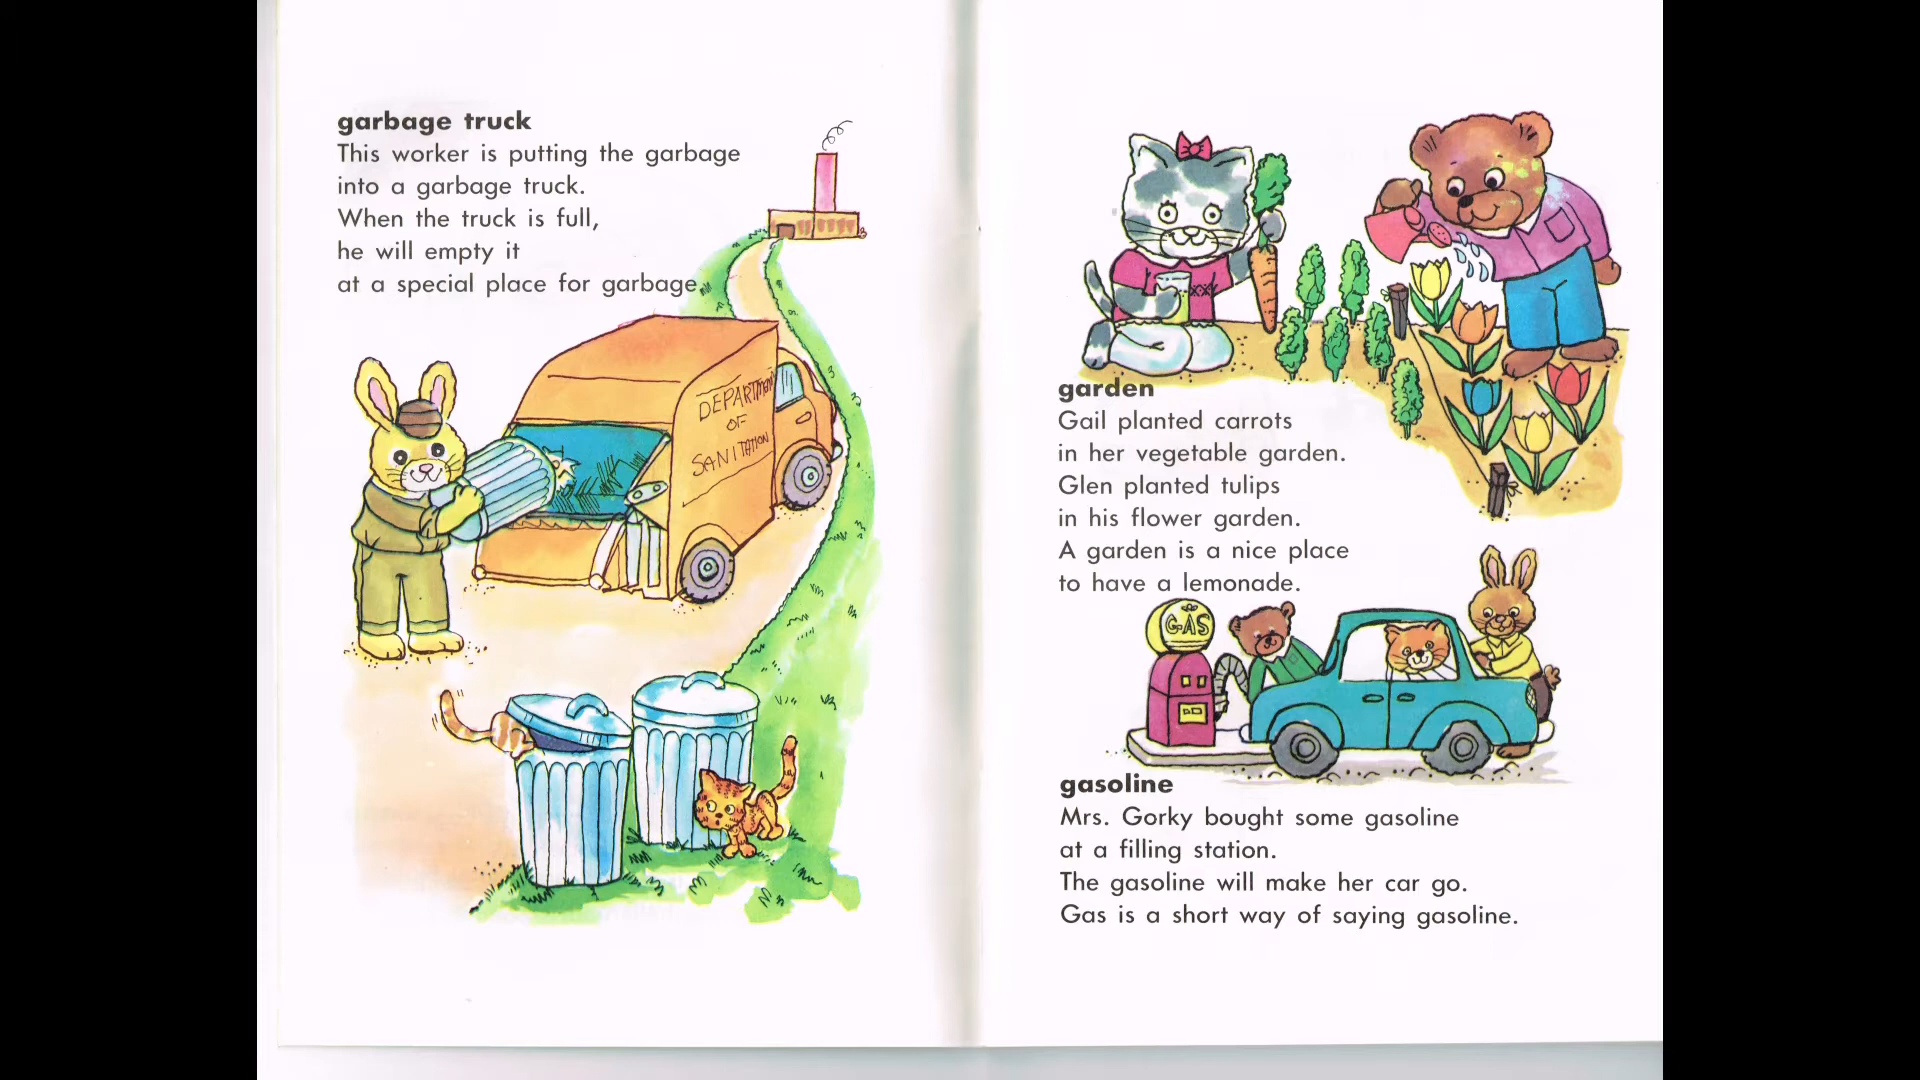 garbage truck
This worker is putting the garbage
into a garbage truck.
When the truck is full,
he will empty it
at a special place for garbage.
DEPARTMENT
OF
SANITATION
garden
Gail planted carrots
in her vegetable garden.
Glen planted tulips
in his flower garden.
A garden is a nice place
to have a lemonade.
GAS
gasoline
Mrs. Gorky bought some gasoline
at a filling station.
The gasoline will make her car go.
Gas is a short way of saying gasoline.